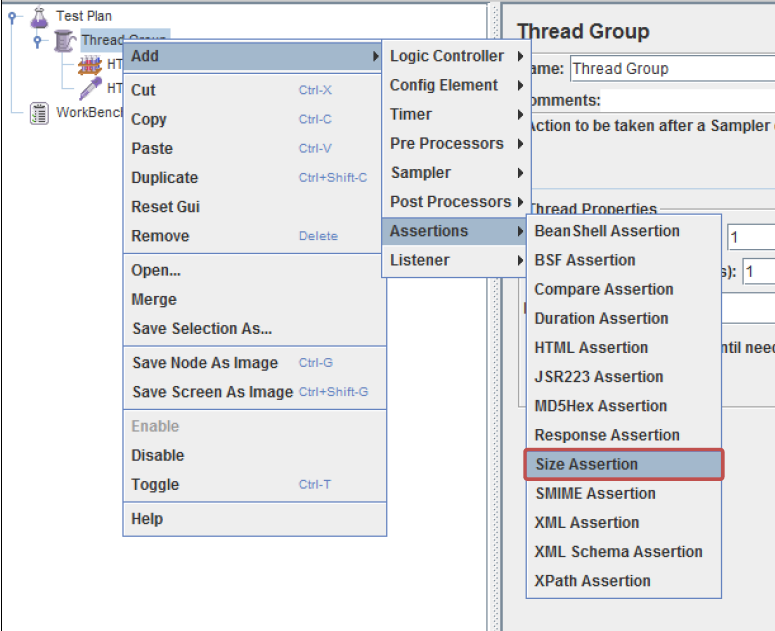 Test Plan
Thread Group
HT
HT
WorkBench
Add
Cut Ctrl-X
Copy Ctrl-C
Paste Ctrl-V
Duplicate Ctrl+Shift-C
Reset Gui
Remove Delete
Open...
Merge
Save Selection As...
Save Node As Image Ctrl-G
Save Screen As Image Ctrl+Shift-G
Enable
Disable
Toggle Ctrl-T
Help
Logic Controller
Config Element
Timer
Pre Processors
Sampler
Post Processors
Assertions
Listener
BeanShell Assertion
BSF Assertion
Compare Assertion
Duration Assertion
HTML Assertion
JSR223 Assertion
MD5Hex Assertion
Response Assertion
Size Assertion
SMIME Assertion
XML Assertion
XML Schema Assertion
XPath Assertion
Thread Group
ame: Thread Group
omments:
Action to be taken after a Sampler
Thread Properties
1
s): 1
ntil need